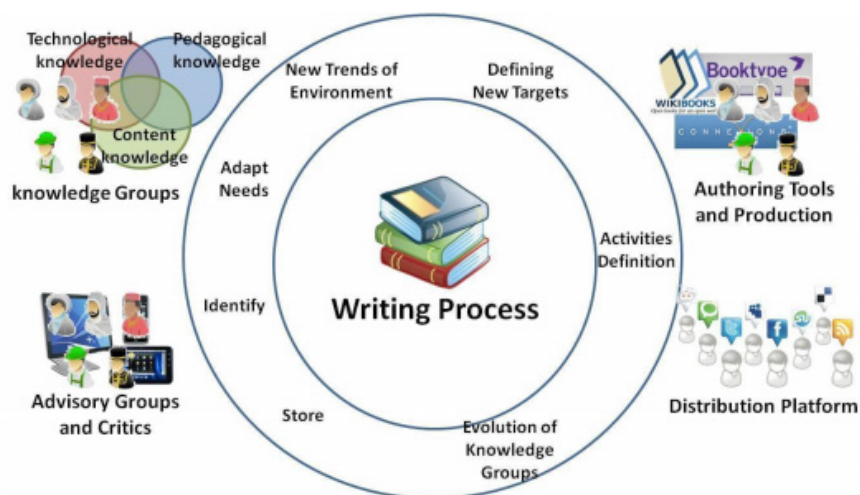 Technological
knowledge
Pedagogical
knowledge
Content
knowledge
knowledge Groups
New Trends of
Environment
Defining
New Targets
Booktype
WIKIBOOKS
CONNEXIONS
Authoring Tools
and Production
Adapt
Needs
Activities
Definition
Writing Process
Identify
Advisory Groups
and Critics
Store
Evolution of
Knowledge
Groups
Distribution Platform